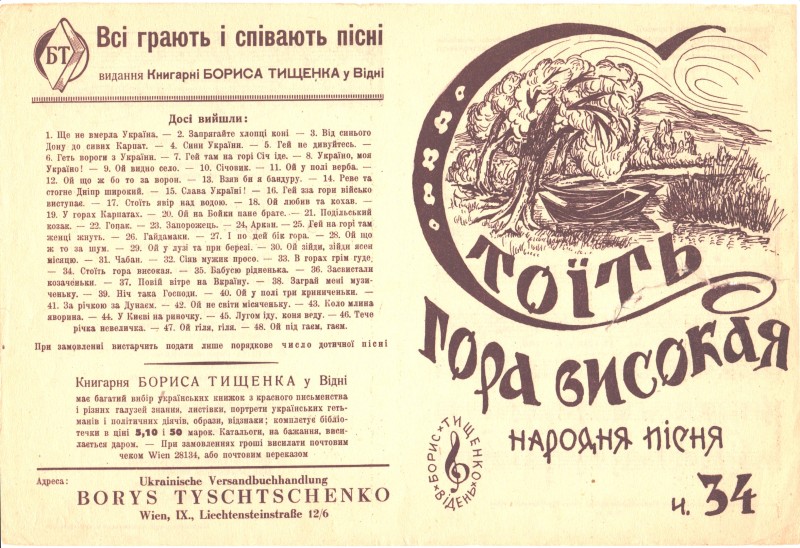 БТ
Всі грають і співають пісні
видання Книгарні БОРИСА ТИЩЕНКА у Відні
Досі вийшли:
1. Ще не вмерла Україна. — 2. Запрягайте хлопці коні — 3. Від синього
Дону до сивих Карпат. — 4. Сини України. — 5. Гей не дивуйтесь. —
6. Геть вороги з України. — 7. Гей там на горі Січ іде. — 8. Україно, моя
Україно! — 9. Ой видно село. — 10. Січовик. — 11. Ой у полі верба. —
12. Ой що ж бо то за ворон. — 13. Взяв би я бандуру. — 14. Реве та
стогне Дніпр широкий. — 15. Слава Україні! — 16. Гей зза гори військо
виступає. — 17. Стоїть явір над водою. — 18. Ой любив та кохав. —
19. У горах Карпатах. — 20. Ой на Бойки пане брате. — 21. Подільський
козак. — 22. Гопак. — 23. Запорожець. — 24. Аркан. — 25. Гей на горі там
женці жнуть. — 26. Гайдамаки. — 27. І по цей бік гора. — 28. Ой що
ж то за шум. — 29. Ой у лузі та при березі. — 30. Ой зійди, зійди ясен
місяцю. — 31. Чабан. — 32. Сіяв мужик просо. — 33. В горах грім гуде.
— 34. Стоїть гора висока. — 35. Бабусю рідненька. — 36. Засвистали
козаченьки. — 37. Повій вітре на Вкраїну. — 38. Заграй мені музи-
ченьку. — 39. Ніч така Господи. — 40. Ой у полі три криниченьки. —
41. За річкою за Дунаєм. — 42. Ой не світи місяченьку. — 43. Коло млина
яворина. — 44. У Києві на риночку. — 45. Лугом іду, коня веду. — 46. Тече
річка невеличка. — 47. Ой гіля, гіля. — 48. Ой під гаєм, гаєм.
При замовленні вистарчить подати лише порядкове число дотичної пісні
Книгарня БОРИСА ТИЩЕНКА у Відні
має багатий вибір українських книжок з красного письменства
і різних галузей знання, листівки, портрети українських геть-
манів і політичних діячів, образи, відзнаки; комплетує бібліо-
течки в ціні 5,10 і 50 марок. Катальоги, на бажання, виси-
лається даром. — При замовленнях гроші висилати почтовим
чеком Wien 28134, або почтовим переказом
Адреса:
Ukrainische Versandbuchhandlung
BORYS TYSCHTSCHENKO
Wien, IX., Liechtensteinstraße 12/6
Стоїть
гора високая
народня пісня
БОРИС ТИЩЕНКО ВІДЕНЬ
ч. 34